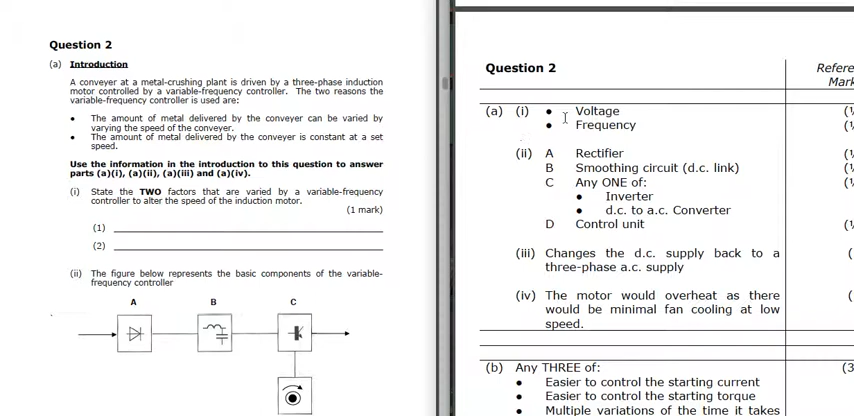 Question 2
(a) Introduction
A conveyer at a metal-crushing plant is driven by a three-phase induction
motor controlled by a variable-frequency controller. The two reasons the
variable-frequency controller is used are:
• The amount of metal delivered by the conveyer can be varied by
varying the speed of the conveyer.
• The amount of metal delivered by the conveyer is constant at a set
speed.
Use the information in the introduction to this question to answer
parts (a)(i), (a)(ii), (a)(iii) and (a)(iv).
(i) State the TWO factors that are varied by a variable-frequency
controller to alter the speed of the induction motor.
(1 mark)
(1)
(2)
(ii) The figure below represents the basic components of the variable-
frequency controller
A B C
Question 2
Refere
Mark
(a) (i) • Voltage
• Frequency
(ii) A Rectifier
B Smoothing circuit (d.c. link)
C Any ONE of:
• Inverter
• d.c. to a.c. Converter
D Control unit
(iii) Changes the d.c. supply back to a
three-phase a.c. supply
(iv) The motor would overheat as there
would be minimal fan cooling at low
speed.
(b) Any THREE of:
(3
• Easier to control the starting current
• Easier to control the starting torque
• Multiple variations of the time it takes